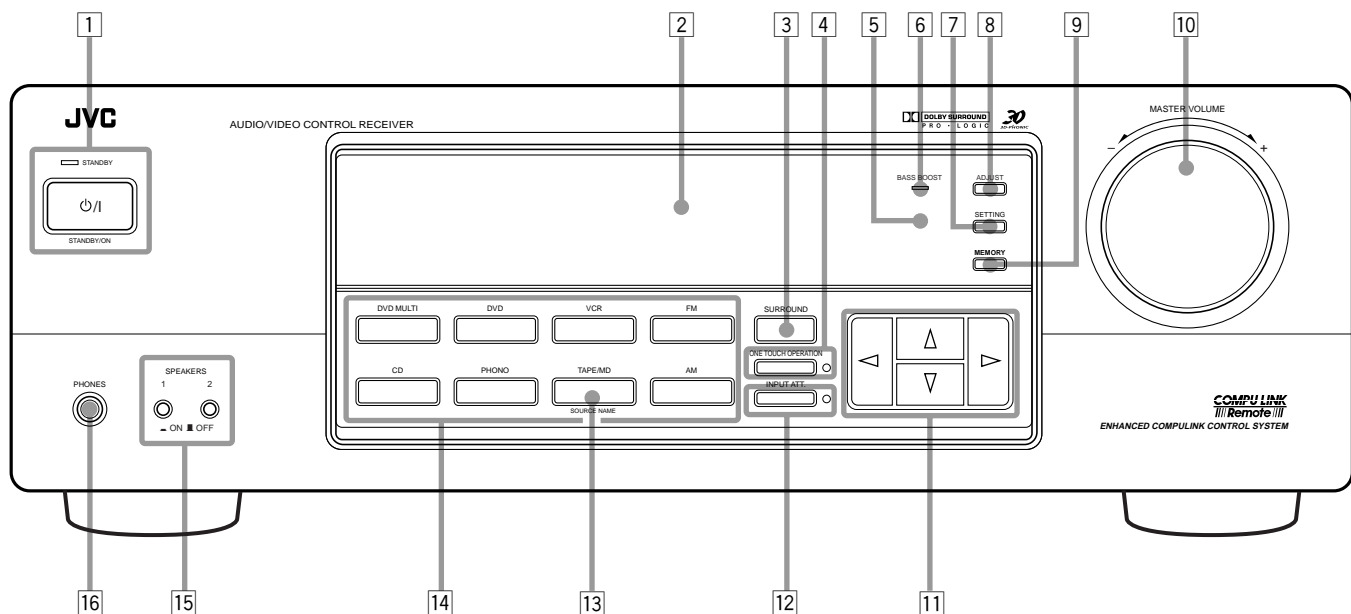 1 2 3 4 5 6 7 8 9 10
JVC
AUDIO/VIDEO CONTROL RECEIVER
DOLBY SURROUND
PRO · LOGIC
3D
3D-PHONIC
MASTER VOLUME
– +
STANDBY
⏻/I
STANDBY/ON
BASS BOOST
ADJUST
SETTING
MEMORY
DVD MULTI DVD VCR FM
SURROUND
ONE TOUCH OPERATION
CD PHONO TAPE/MD AM
INPUT ATT.
SOURCE NAME
PHONES
SPEAKERS
1 2
ON OFF
COMPU LINK
Remote
ENHANCED COMPULINK CONTROL SYSTEM
16 15 14 13 12 11